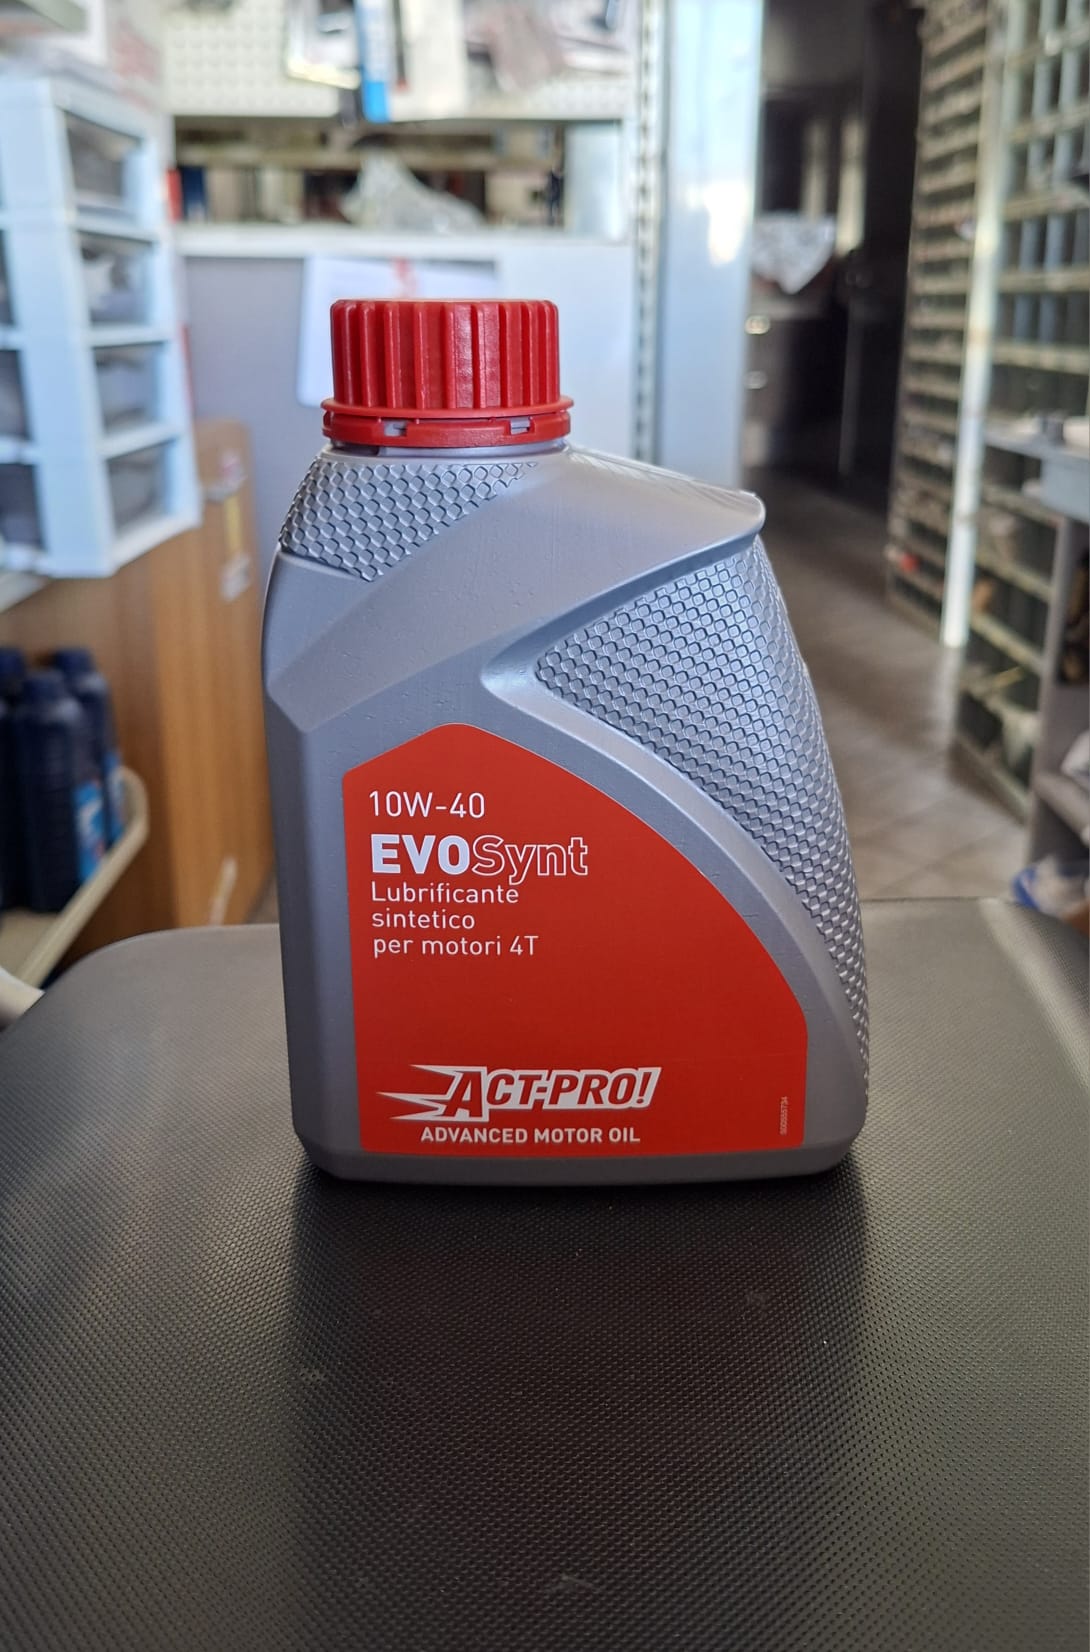 10W-40
EVOSynt
Lubrificante
sintetico
per motori 4T
ACT-PRO!
ADVANCED MOTOR OIL